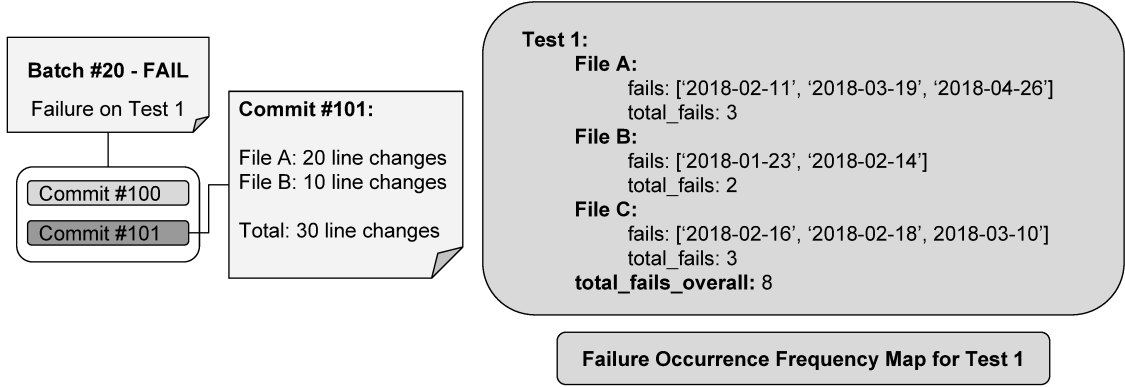 Batch #20 - FAIL
Failure on Test 1
Commit #100
Commit #101
Commit #101:
File A: 20 line changes
File B: 10 line changes
Total: 30 line changes
Test 1:
File A:
fails: [‘2018-02-11’, ‘2018-03-19’, ‘2018-04-26’]
total_fails: 3
File B:
fails: [‘2018-01-23’, ‘2018-02-14’]
total_fails: 2
File C:
fails: [‘2018-02-16’, ‘2018-02-18’, 2018-03-10’]
total_fails: 3
total_fails_overall: 8
Failure Occurrence Frequency Map for Test 1